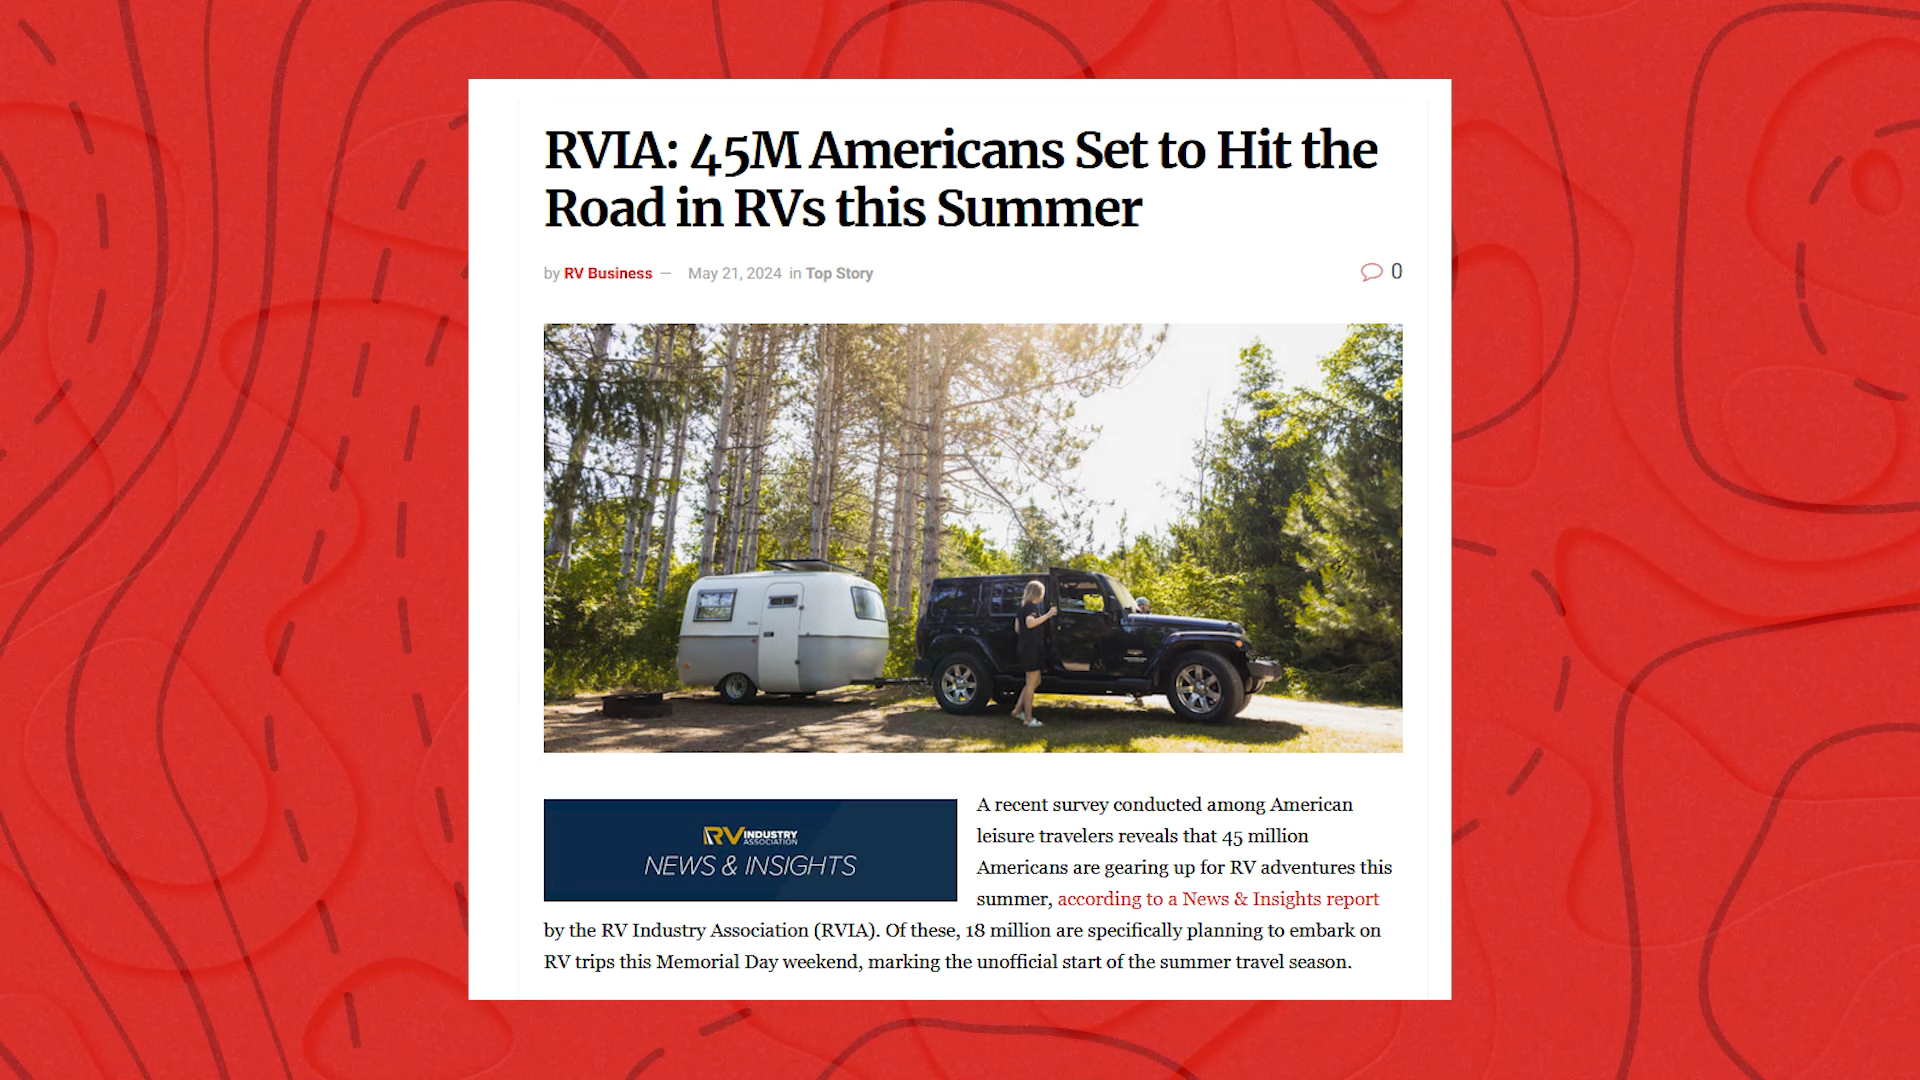 RVIA: 45M Americans Set to Hit the
Road in RVs this Summer
by RV Business — May 21, 2024 in Top Story
0
RV INDUSTRY
ASSOCIATION
NEWS & INSIGHTS
A recent survey conducted among American
leisure travelers reveals that 45 million
Americans are gearing up for RV adventures this
summer, according to a News & Insights report
by the RV Industry Association (RVIA). Of these, 18 million are specifically planning to embark on
RV trips this Memorial Day weekend, marking the unofficial start of the summer travel season.